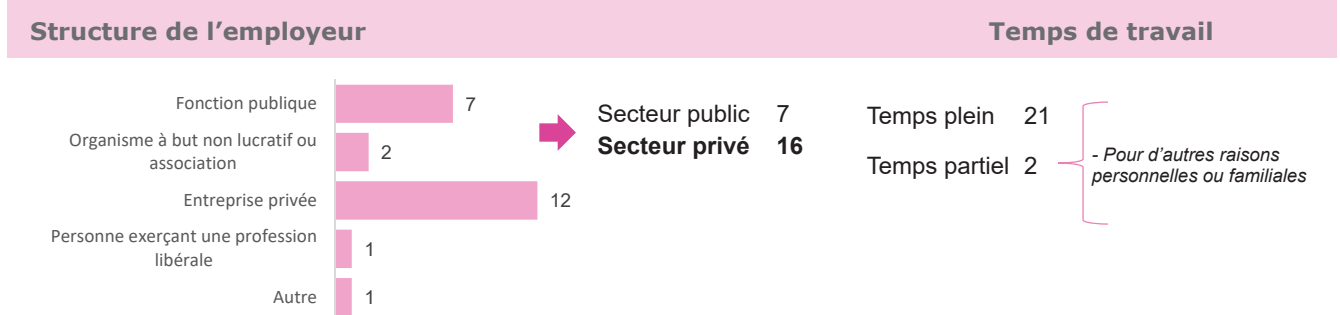 Structure de l’employeur
Temps de travail
Fonction publique
7
Organisme à but non lucratif ou
association
2
Entreprise privée
12
Personne exerçant une profession
libérale
1
Autre
1
Secteur public 7
Secteur privé 16
Temps plein 21
Temps partiel 2
- Pour d’autres raisons
personnelles ou familiales